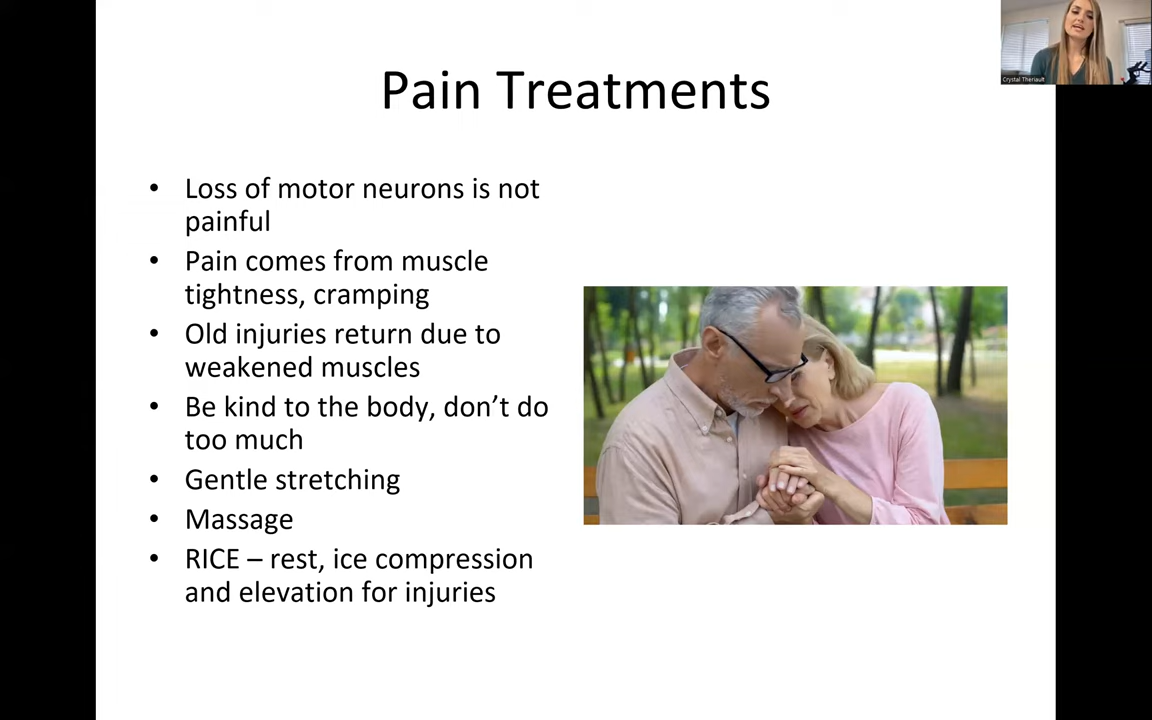 Crystal Theriault
Pain Treatments
• Loss of motor neurons is not
painful
• Pain comes from muscle
tightness, cramping
• Old injuries return due to
weakened muscles
• Be kind to the body, don’t do
too much
• Gentle stretching
• Massage
• RICE – rest, ice compression
and elevation for injuries